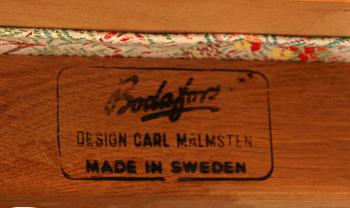 Bodafors
DESIGN CARL MALMSTEN
MADE IN SWEDEN